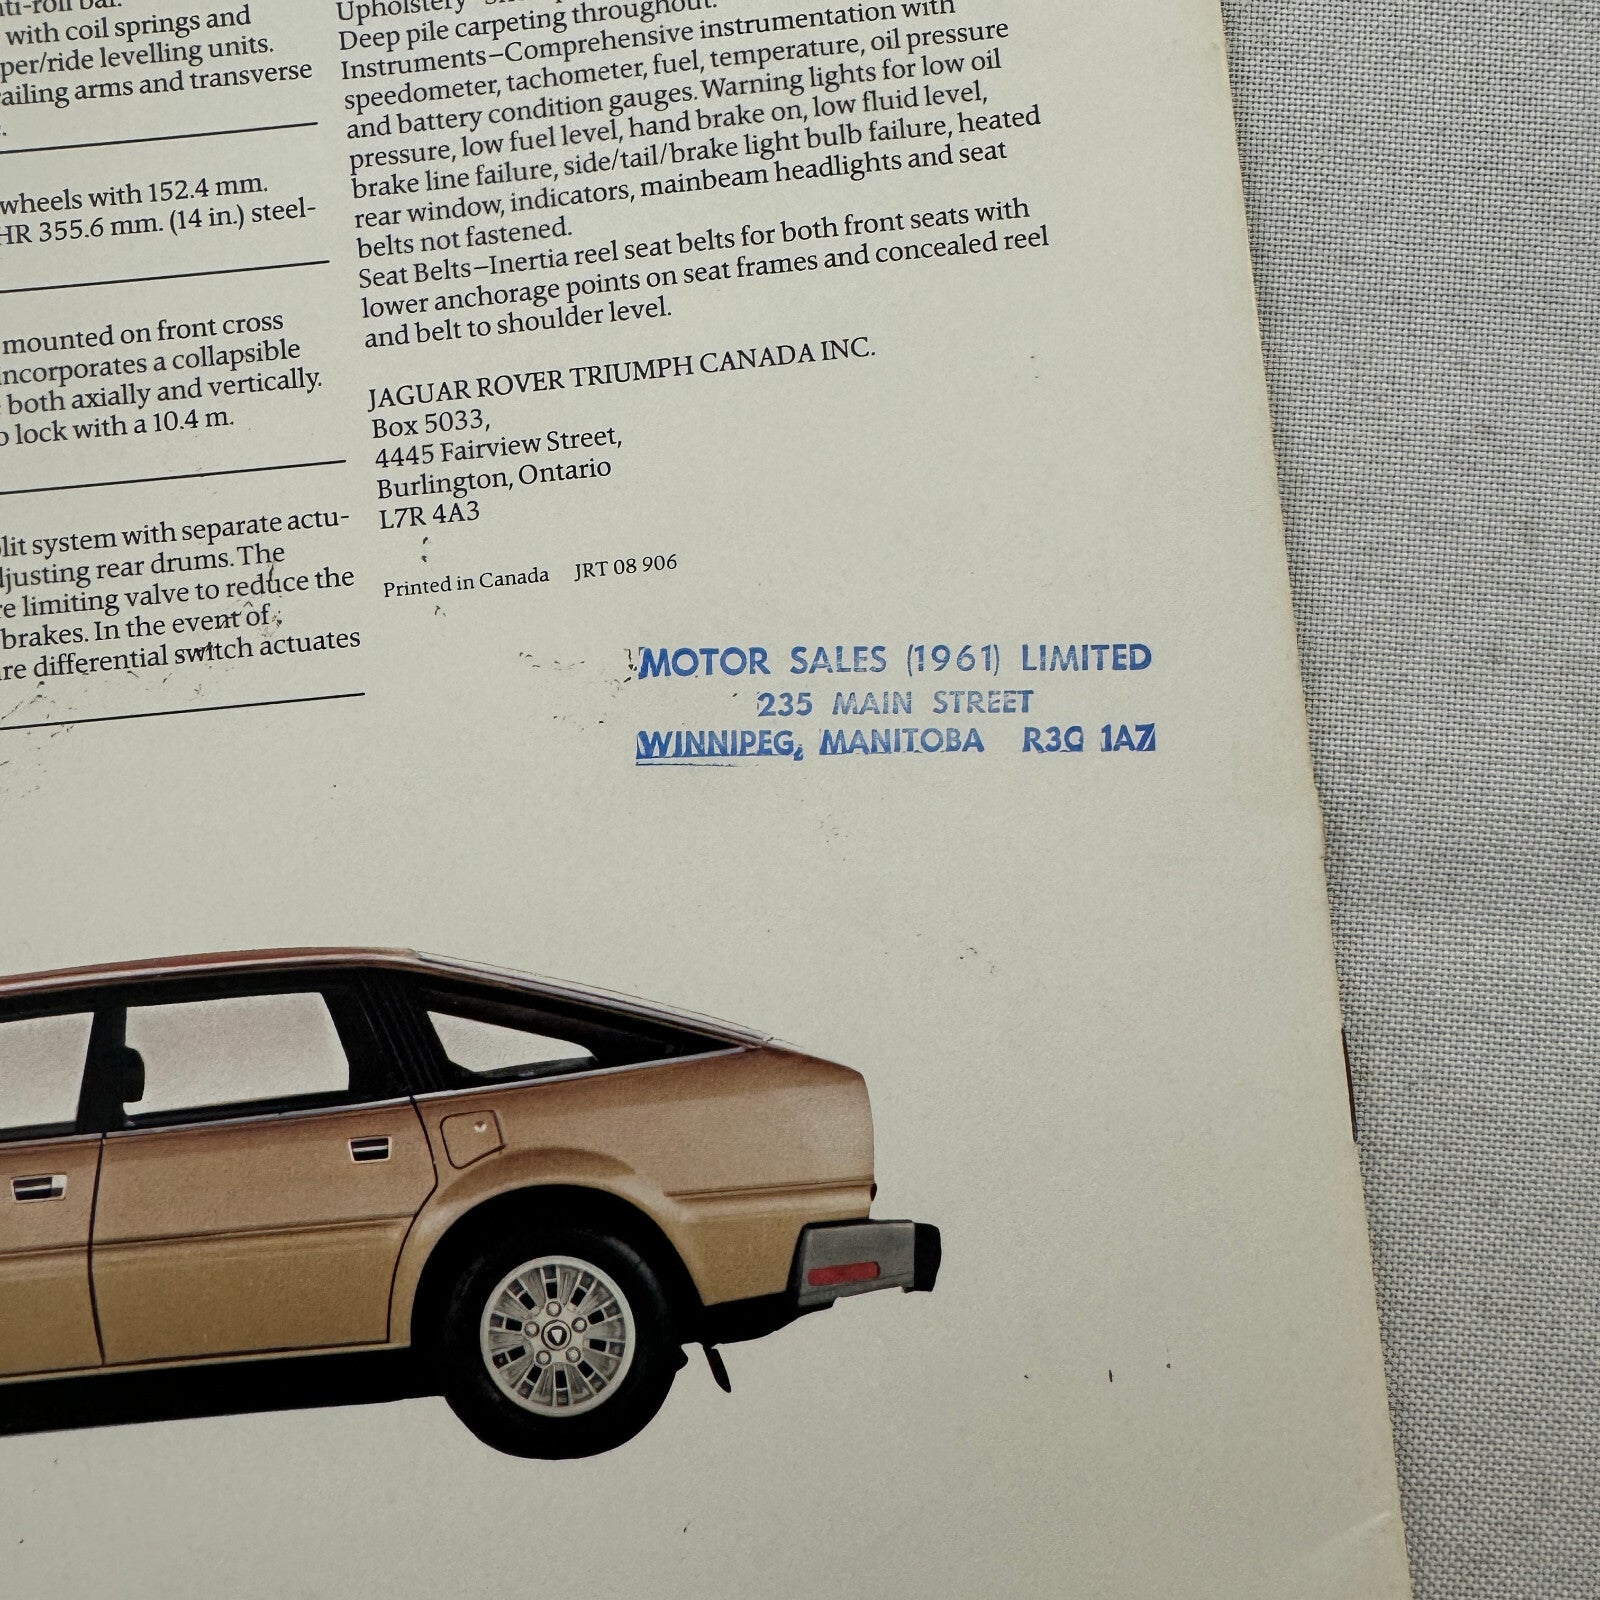 with coil springs and
per/ride levelling units.
ailing arms and transverse
wheels with 152.4 mm.
HR 355.6 mm. (14 in.) steel-
mounted on front cross
incorporates a collapsible
both axially and vertically.
o lock with a 10.4 m.
lit system with separate actu-
djusting rear drums. The
e limiting valve to reduce the
brakes. In the event of
re differential switch actuates
Upholstery
Deep pile carpeting throughout.
Instruments–Comprehensive instrumentation with
speedometer, tachometer, fuel, temperature, oil pressure
and battery condition gauges. Warning lights for low oil
pressure, low fuel level, hand brake on, low fluid level,
brake line failure, side/tail/brake light bulb failure, heated
rear window, indicators, mainbeam headlights and seat
belts not fastened.
Seat Belts–Inertia reel seat belts for both front seats with
lower anchorage points on seat frames and concealed reel
and belt to shoulder level.
JAGUAR ROVER TRIUMPH CANADA INC.
Box 5033,
4445 Fairview Street,
Burlington, Ontario
L7R 4A3
Printed in Canada JRT 08 906
MOTOR SALES (1961) LIMITED
235 MAIN STREET
WINNIPEG, MANITOBA R3C 1AZ